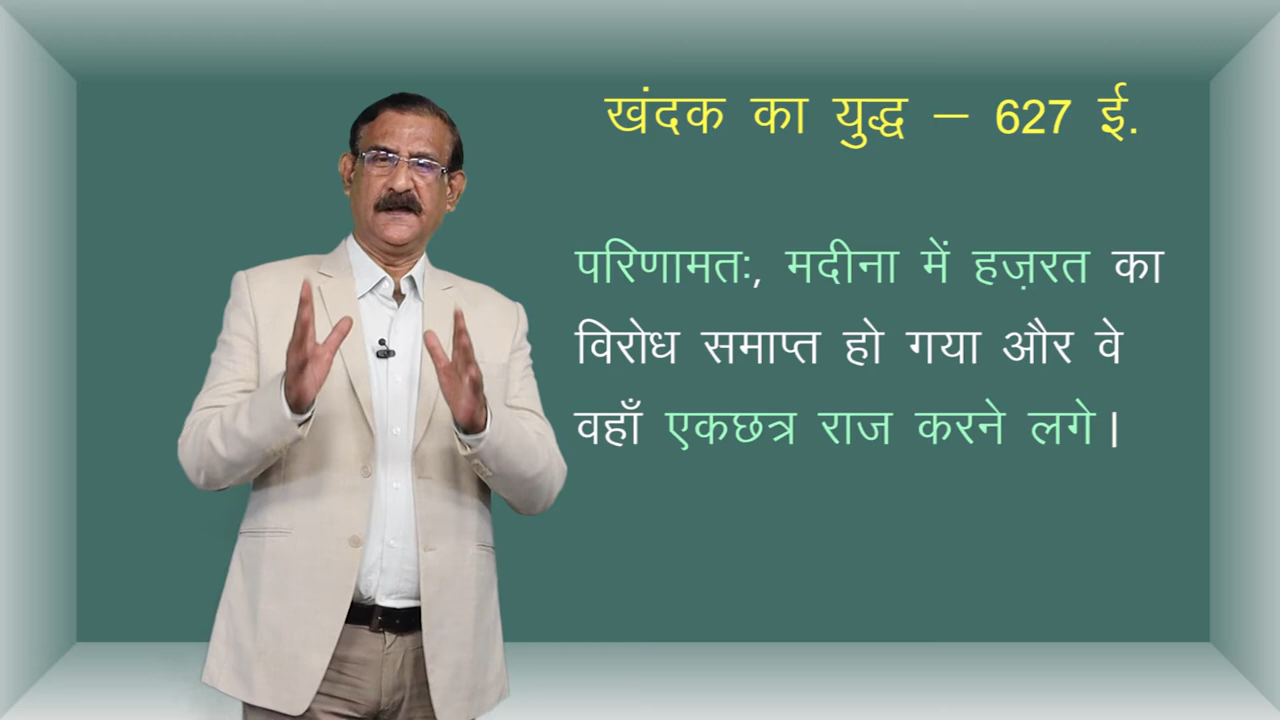 खंदक का युद्ध – 627 ई.
परिणामतः, मदीना में हज़रत का
विरोध समाप्त हो गया और वे
वहाँ एकछत्र राज करने लगे।